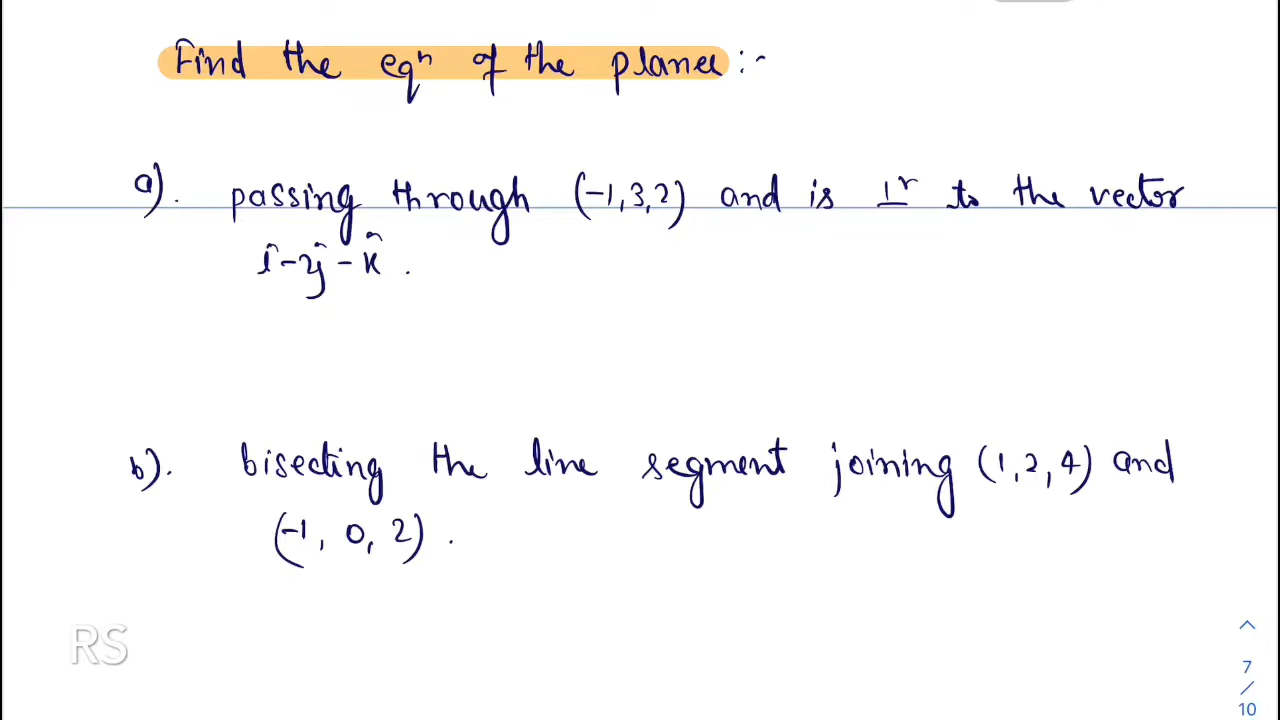 Find the eqⁿ of the planee :-
a). passing through (-1,3,2) and is ⊥ʳ to the vector
î-2ĵ-k̂ .
b). bisecting the line segment joining (1,2,4) and
(-1, 0, 2) .
RS
7
/
10